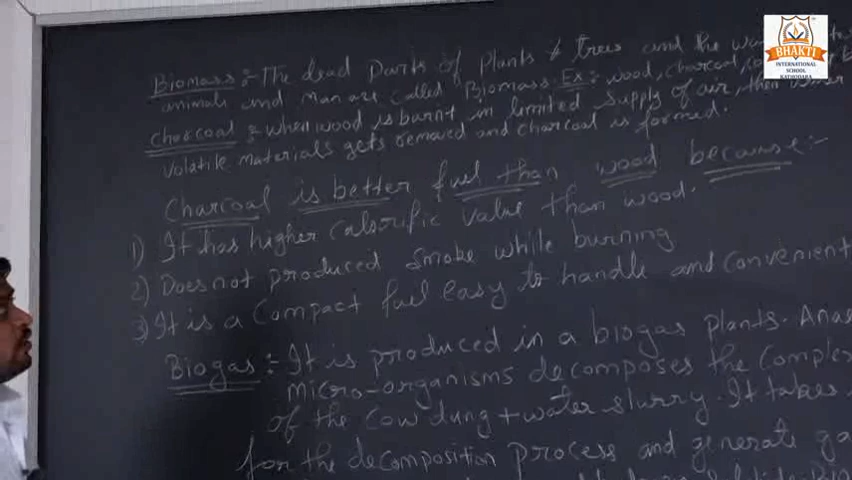 BHAKTI
INTERNATIONAL
SCHOOL
Biomass :- The dead parts of plants & trees and the
animals and man are called Biomass. Ex:- wood, charcoal,
charcoal :- when wood is burnt in limited supply of air, then water
volatile materials gets removed and charcoal is formed.
Charcoal is better fuel than wood because :-
1) It has higher calorific value than wood.
2) Does not produced smoke while burning
3) It is a compact fuel easy to handle and convenient
Biogas :- It is produced in a biogas plants. Anae
micro-organisms decomposes the complex
of the cow dung + water slurry. It takes
for the decomposition process and generate ga